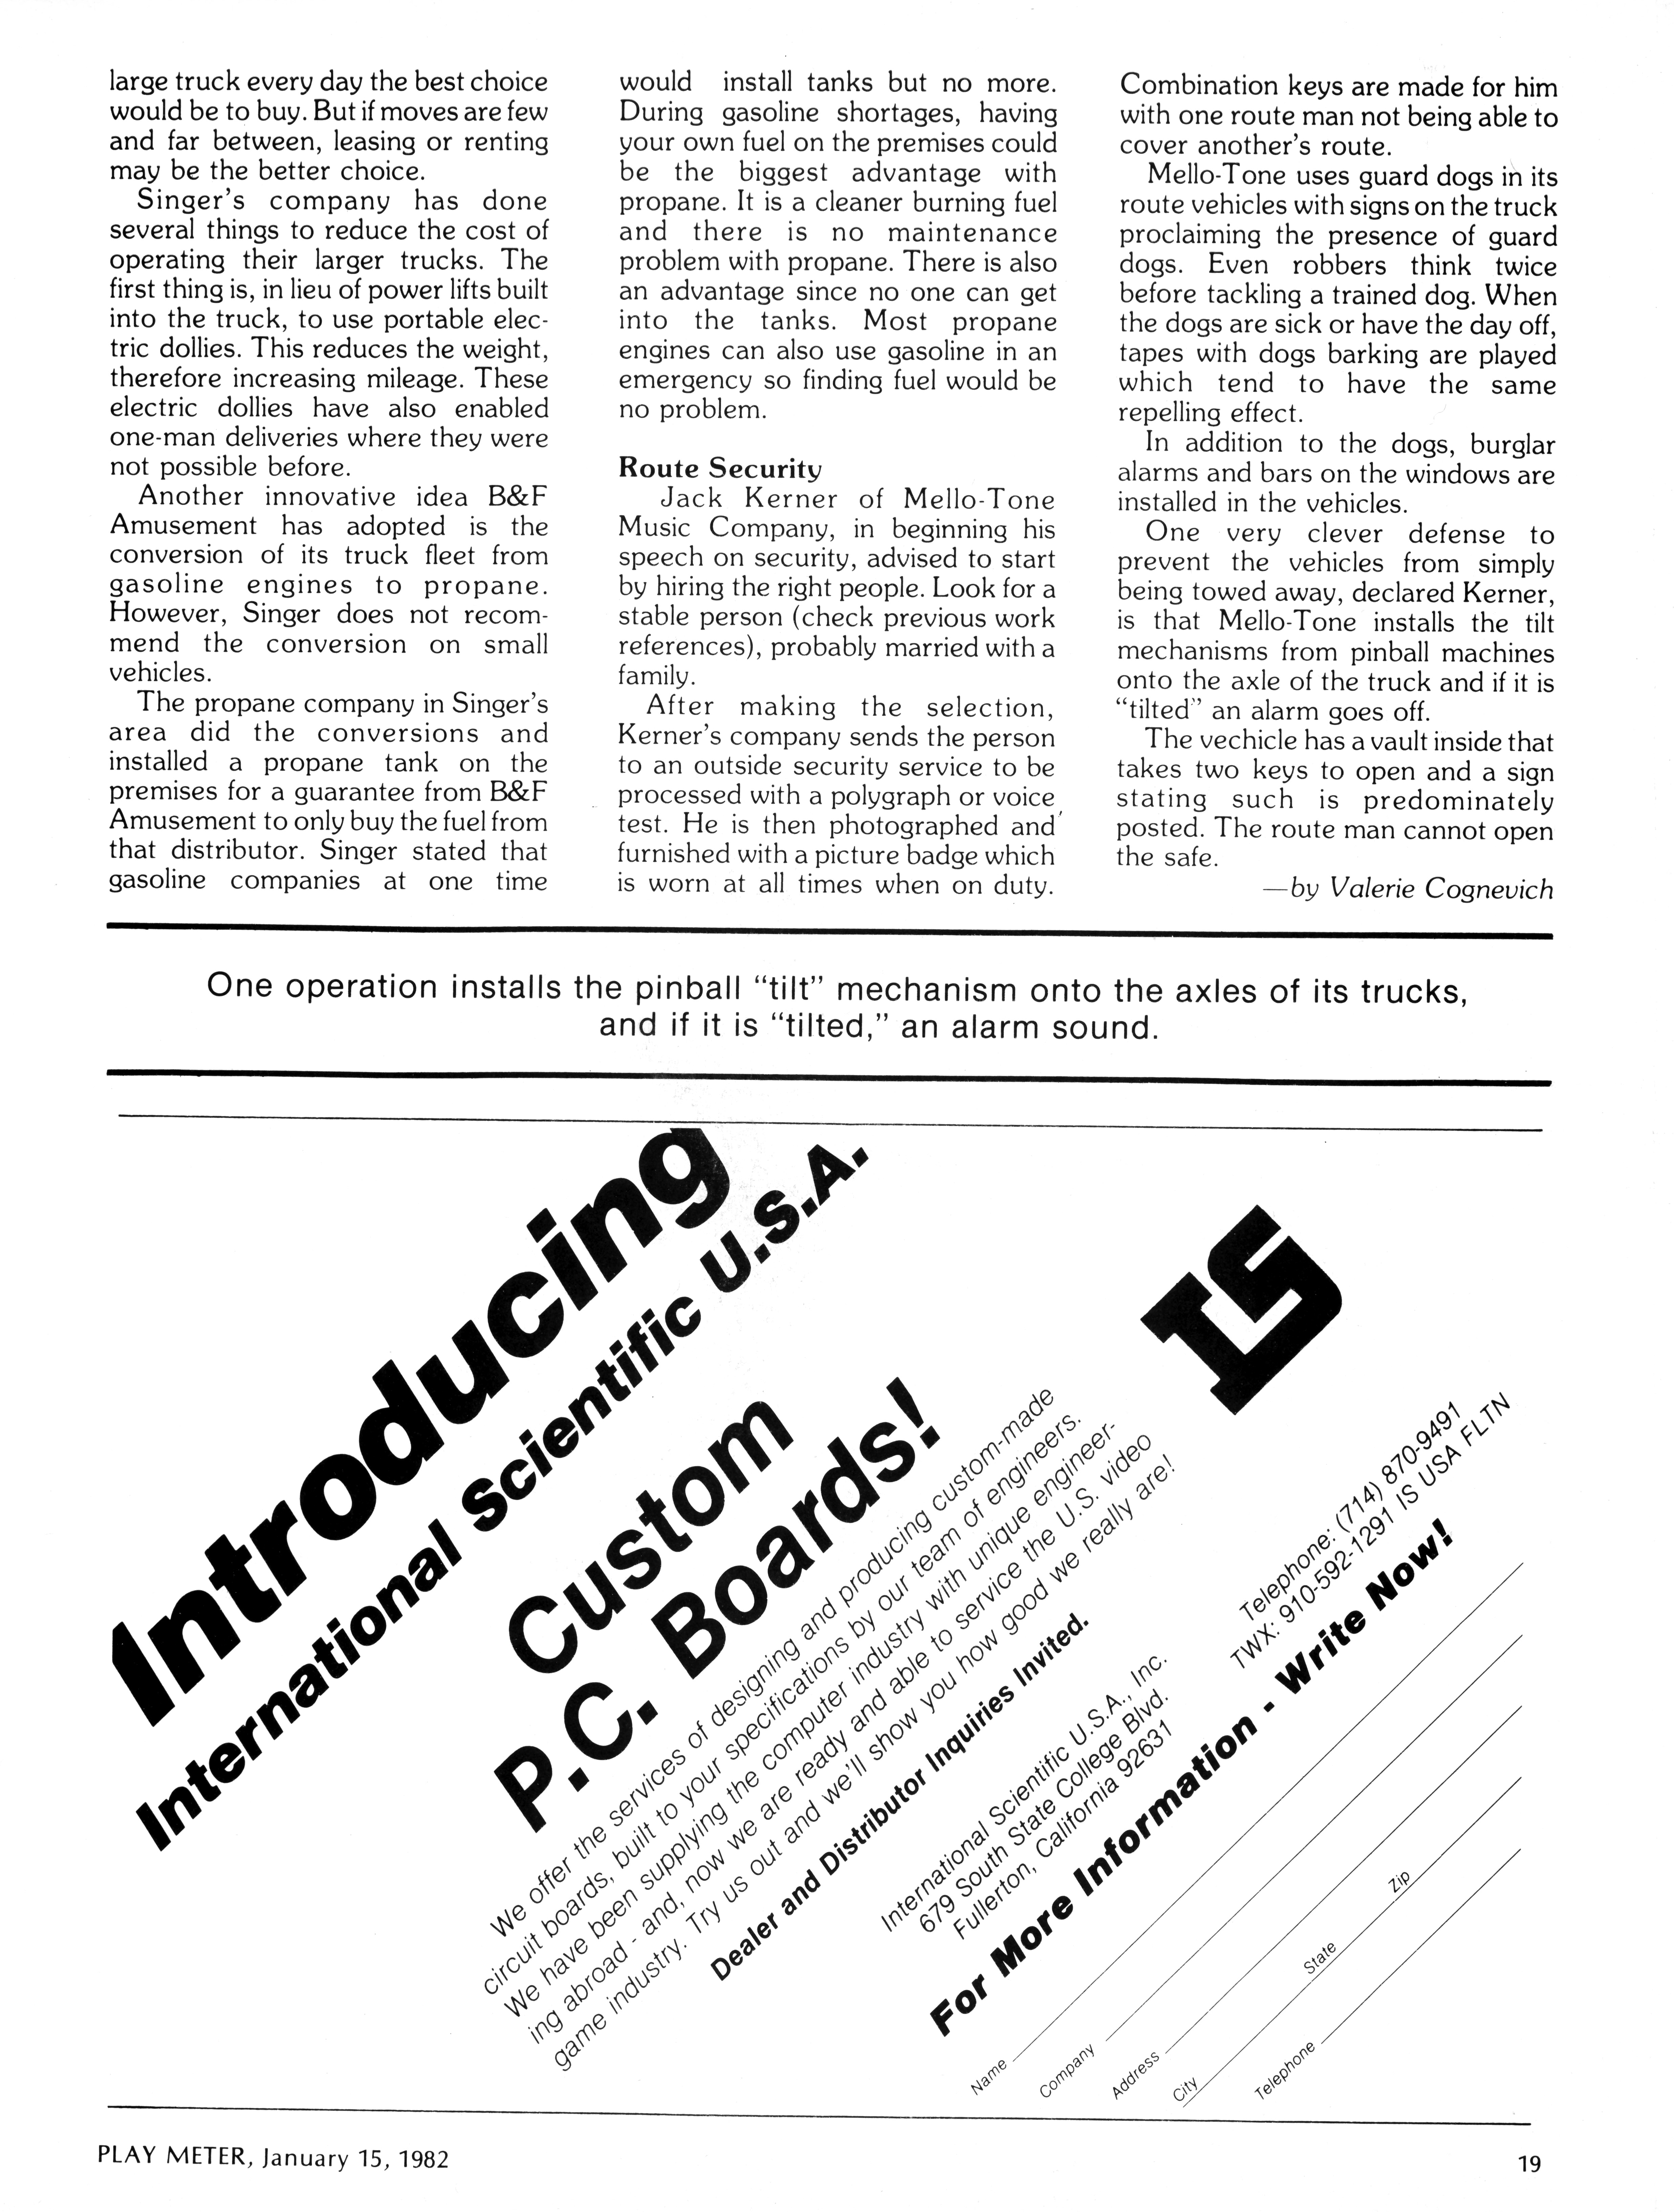 large truck every day the best choice
would be to buy. But if moves are few
and far between, leasing or renting
may be the better choice.
Singer's company has done
several things to reduce the cost of
operating their larger trucks. The
first thing is, in lieu of power lifts built
into the truck, to use portable elec-
tric dollies. This reduces the weight,
therefore increasing mileage. These
electric dollies have also enabled
one-man deliveries where they were
not possible before.
Another innovative idea B&F
Amusement has adopted is the
conversion of its truck fleet from
gasoline engines to propane.
However, Singer does not recom-
mend the conversion on small
vehicles.
The propane company in Singer's
area did the conversions and
installed a propane tank on the
premises for a guarantee from B&F
Amusement to only buy the fuel from
that distributor. Singer stated that
gasoline companies at one time
would install tanks but no more.
During gasoline shortages, having
your own fuel on the premises could
be the biggest advantage with
propane. It is a cleaner burning fuel
and there is no maintenance
problem with propane. There is also
an advantage since no one can get
into the tanks. Most propane
engines can also use gasoline in an
emergency so finding fuel would be
no problem.
Route Security
Jack Kerner of Mello-Tone
Music Company, in beginning his
speech on security, advised to start
by hiring the right people. Look for a
stable person (check previous work
references), probably married with a
family.
After making the selection,
Kerner's company sends the person
to an outside security service to be
processed with a polygraph or voice
test. He is then photographed and
furnished with a picture badge which
is worn at all times when on duty.
Combination keys are made for him
with one route man not being able to
cover another's route.
Mello-Tone uses guard dogs in its
route vehicles with signs on the truck
proclaiming the presence of guard
dogs. Even robbers think twice
before tackling a trained dog. When
the dogs are sick or have the day off,
tapes with dogs barking are played
which tend to have the same
repelling effect.
In addition to the dogs, burglar
alarms and bars on the windows are
installed in the vehicles.
One very clever defense to
prevent the vehicles from simply
being towed away, declared Kerner,
is that Mello-Tone installs the tilt
mechanisms from pinball machines
onto the axle of the truck and if it is
"tilted" an alarm goes off.
The vechicle has a vault inside that
takes two keys to open and a sign
stating such is predominately
posted. The route man cannot open
the safe.
—by Valerie Cognevich
One operation installs the pinball "tilt" mechanism onto the axles of its trucks,
and if it is "tilted," an alarm sound.
Introducing
International Scientific U.S.A.
IS
Custom
P.C. Boards!
We offer the services of designing and producing custom-made
circuit boards, built to your specifications by our team of engineers.
We have been supplying the computer industry with unique engineer-
ing abroad - and, now we are ready and able to service the U.S. video
game industry. Try us out and we'll show you how good we really are!
Dealer and Distributor Inquiries Invited.
International Scientific U.S.A., Inc.
679 South State College Blvd.
Fullerton, California 92631
Telephone: (714) 870-9491
TWX: 910-592-1291 IS USA FLTN
For More Information - Write Now!
Name
Company
Address
City State Zip
Telephone
PLAY METER, January 15, 1982
19